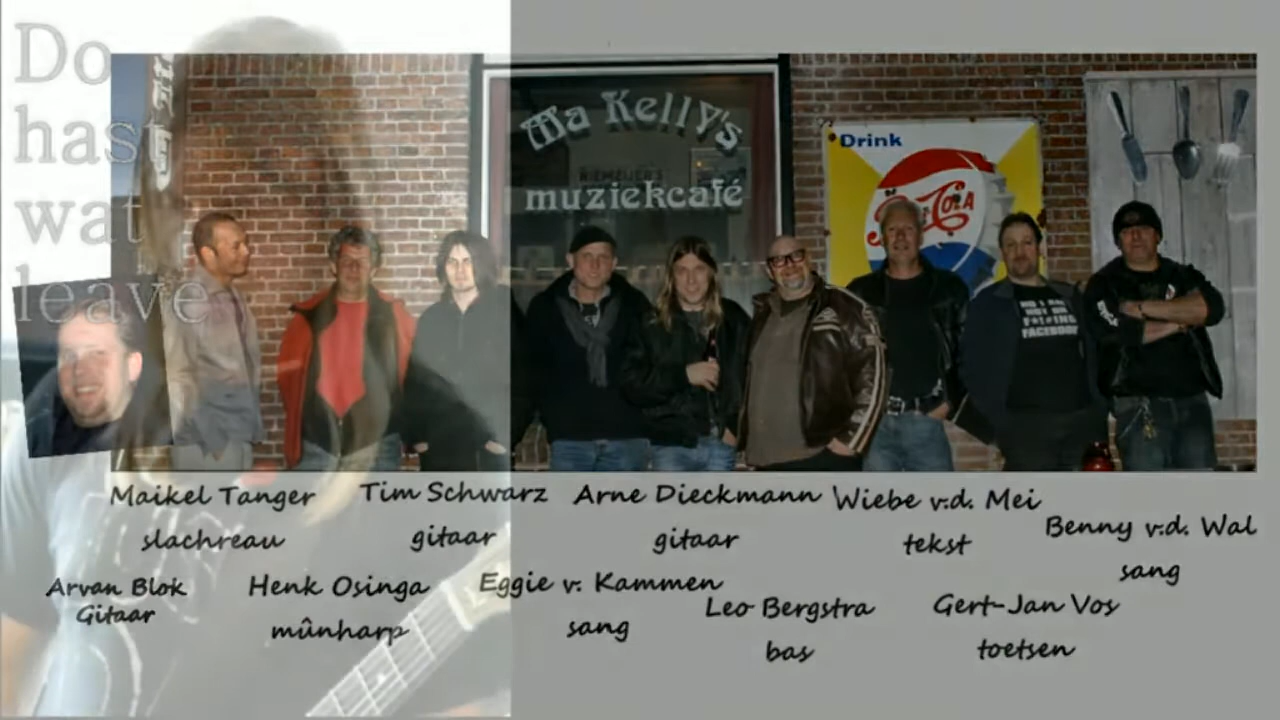 Do
hast
wat
leave
Ma Kelly's
muziekcafé
Drink
Maikel Tanger
slachreau
Tim Schwarz
gitaar
Arne Dieckmann
gitaar
Wiebe v.d. Mei
tekst
Benny v.d. Wal
sang
Arvan Blok
Gitaar
Henk Osinga
mûnharp
Eggie v. Kammen
sang
Leo Bergstra
bas
Gert-Jan Vos
toetsen
FACEBOOK